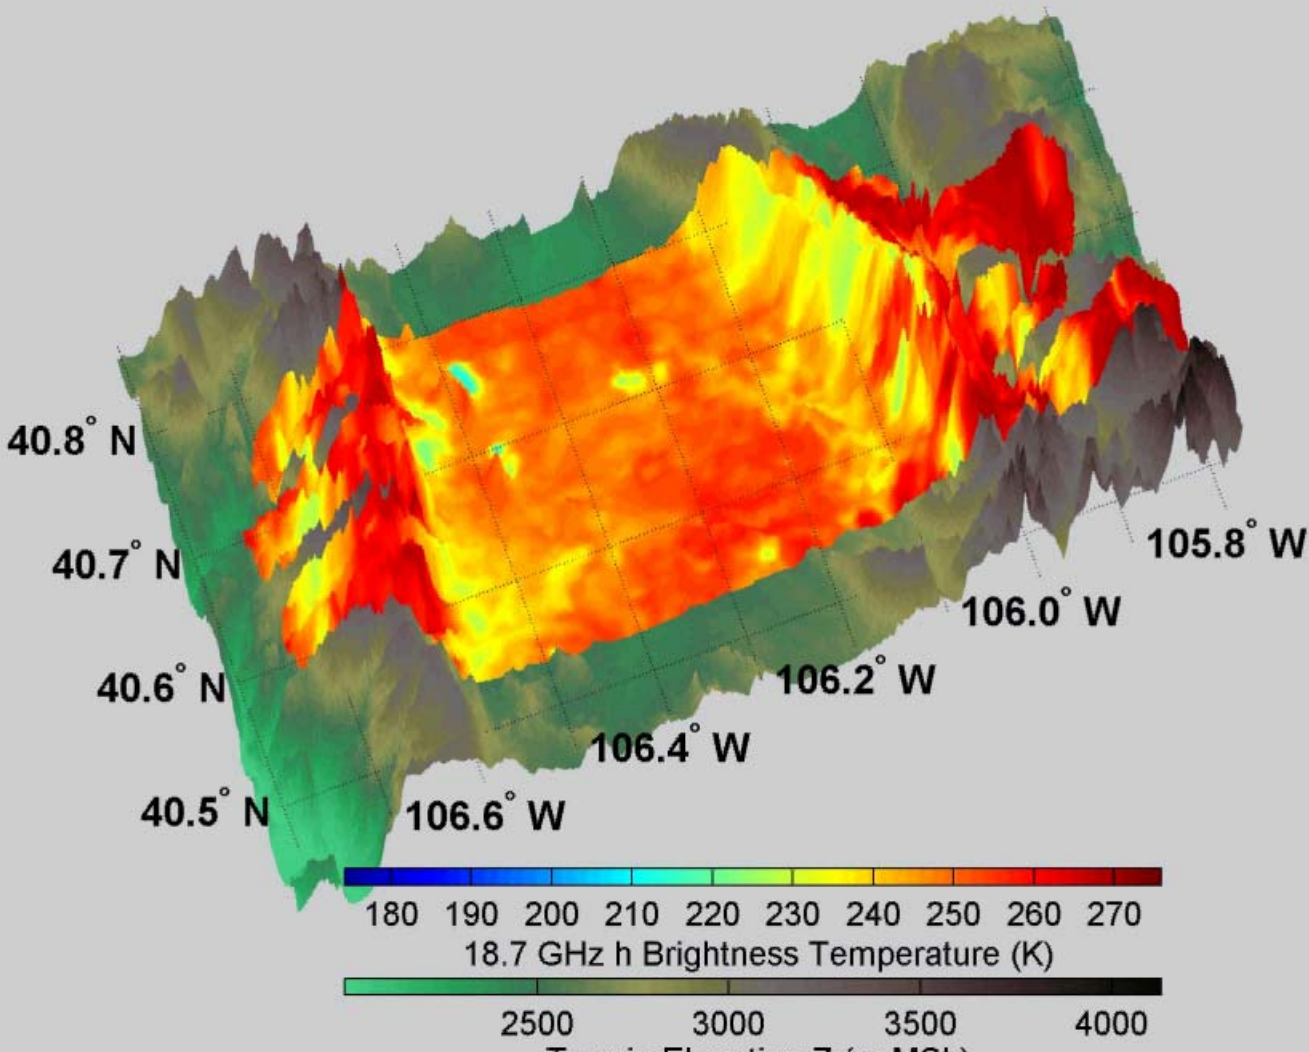 40.8° N
40.7° N
40.6° N
40.5° N
105.8° W
106.0° W
106.2° W
106.4° W
106.6° W
180 190 200 210 220 230 240 250 260 270
18.7 GHz h Brightness Temperature (K)
2500 3000 3500 4000